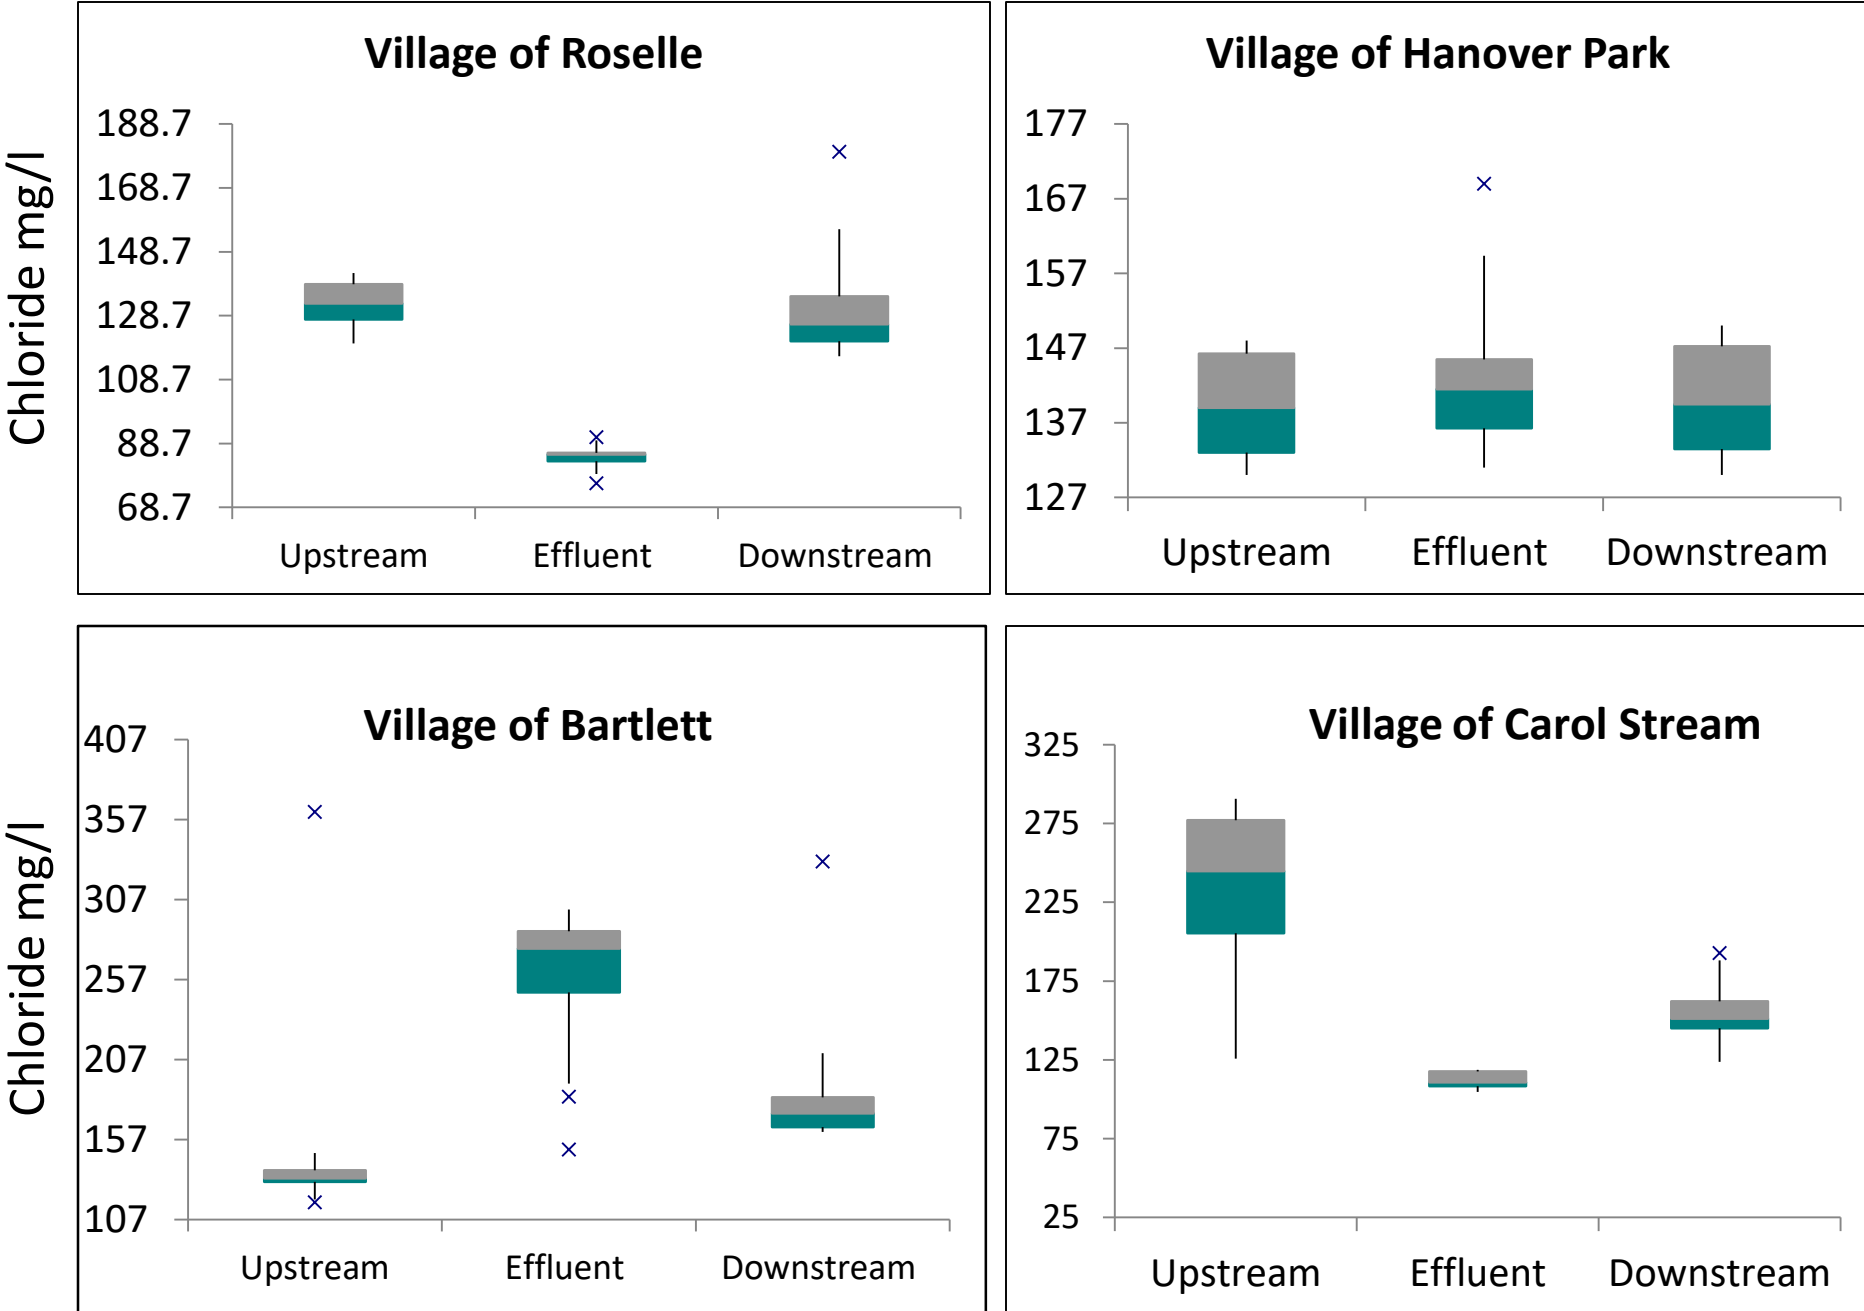 Village of Roselle
Chloride mg/l
188.7
168.7
148.7
128.7
108.7
88.7
68.7
Upstream Effluent Downstream
Village of Hanover Park
177
167
157
147
137
127
Upstream Effluent Downstream
Village of Bartlett
Chloride mg/l
407
357
307
257
207
157
107
Upstream Effluent Downstream
Village of Carol Stream
325
275
225
175
125
75
25
Upstream Effluent Downstream